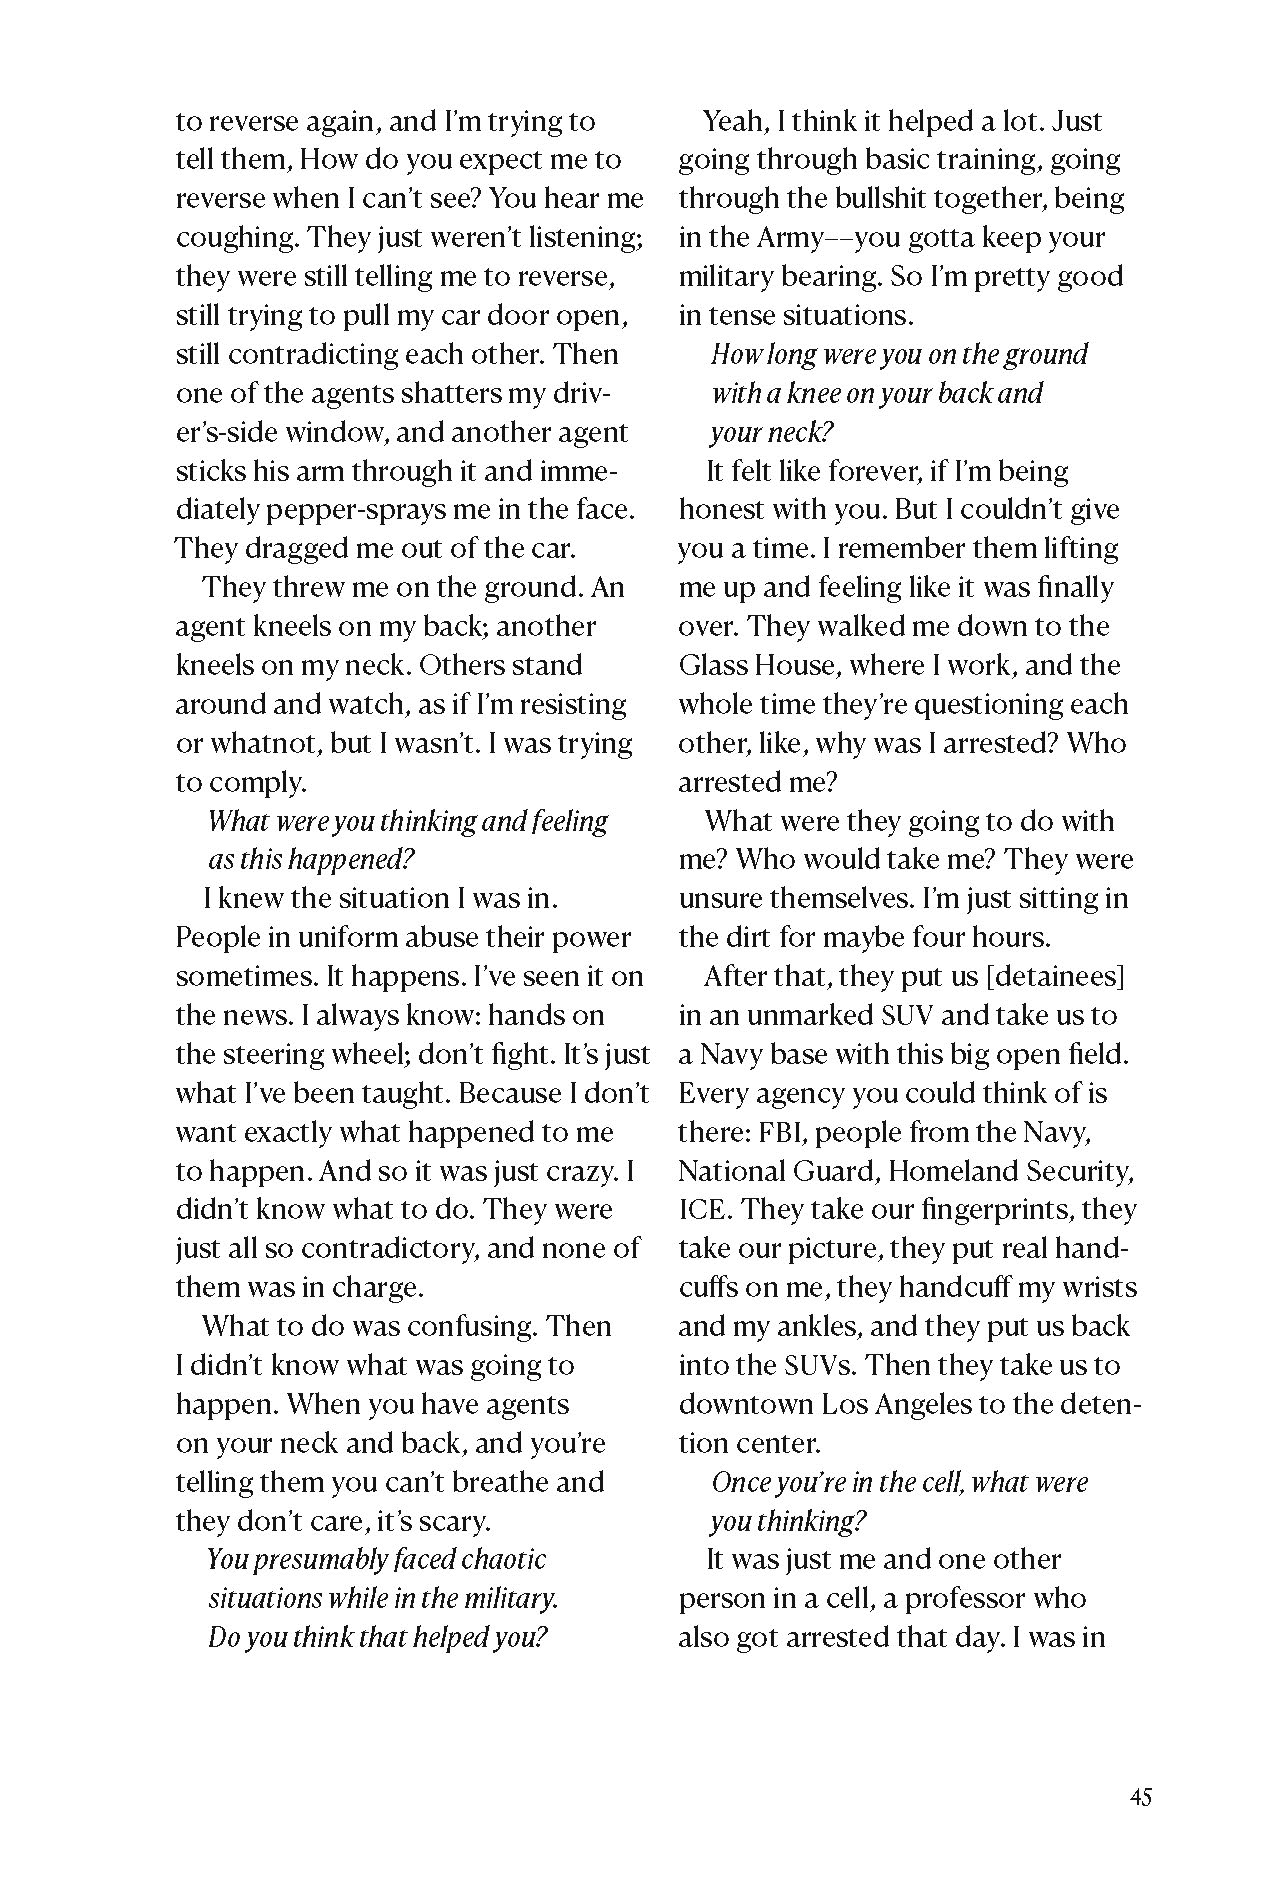 to reverse again, and I’m trying to
tell them, How do you expect me to
reverse when I can’t see? You hear me
coughing. They just weren’t listening;
they were still telling me to reverse,
still trying to pull my car door open,
still contradicting each other. Then
one of the agents shatters my driv-
er’s-side window, and another agent
sticks his arm through it and imme-
diately pepper-sprays me in the face.
They dragged me out of the car.
They threw me on the ground. An
agent kneels on my back; another
kneels on my neck. Others stand
around and watch, as if I’m resisting
or whatnot, but I wasn’t. I was trying
to comply.
What were you thinking and feeling
as this happened?
I knew the situation I was in.
People in uniform abuse their power
sometimes. It happens. I’ve seen it on
the news. I always know: hands on
the steering wheel; don’t fight. It’s just
what I’ve been taught. Because I don’t
want exactly what happened to me
to happen. And so it was just crazy. I
didn’t know what to do. They were
just all so contradictory, and none of
them was in charge.
What to do was confusing. Then
I didn’t know what was going to
happen. When you have agents
on your neck and back, and you’re
telling them you can’t breathe and
they don’t care, it’s scary.
You presumably faced chaotic
situations while in the military.
Do you think that helped you?
Yeah, I think it helped a lot. Just
going through basic training, going
through the bullshit together, being
in the Army––you gotta keep your
military bearing. So I’m pretty good
in tense situations.
How long were you on the ground
with a knee on your back and
your neck?
It felt like forever, if I’m being
honest with you. But I couldn’t give
you a time. I remember them lifting
me up and feeling like it was finally
over. They walked me down to the
Glass House, where I work, and the
whole time they’re questioning each
other, like, why was I arrested? Who
arrested me?
What were they going to do with
me? Who would take me? They were
unsure themselves. I’m just sitting in
the dirt for maybe four hours.
After that, they put us [detainees]
in an unmarked SUV and take us to
a Navy base with this big open field.
Every agency you could think of is
there: FBI, people from the Navy,
National Guard, Homeland Security,
ICE. They take our fingerprints, they
take our picture, they put real hand-
cuffs on me, they handcuff my wrists
and my ankles, and they put us back
into the SUVs. Then they take us to
downtown Los Angeles to the deten-
tion center.
Once you’re in the cell, what were
you thinking?
It was just me and one other
person in a cell, a professor who
also got arrested that day. I was in
45